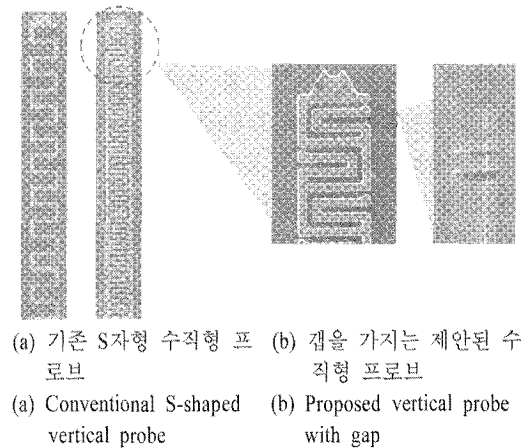 (a) 기존 S자형 수직형 프
로브
(b) 갭을 가지는 제안된 수
직형 프로브
(a) Conventional S-shaped
vertical probe
(b) Proposed vertical probe
with gap